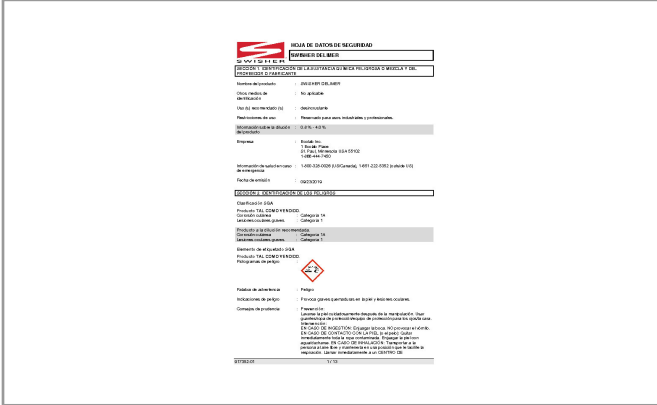 SWISHER
HOJA DE DATOS DE SEGURIDAD
SWISHER DELIMER
SECCIÓN 1. IDENTIFICACIÓN DE LA SUSTANCIA QUÍMICA PELIGROSA O MEZCLA Y DEL
PROVEEDOR O FABRICANTE
Nombre del producto : SWISHER DELIMER
Otros medios de : No aplicable
identificación
Uso(s) recomendado(s) : desincrustante
Restricciones de uso : Reservado para usos industriales y profesionales.
Información sobre la dilución : 0.8 % - 4.0 %
del producto
Empresa : Ecolab Inc.
1 Ecolab Place
St. Paul, Minnesota USA 55102
1-866-444-7450
Información de salud en caso : 1-800-328-0026 (US/Canada), 1-651-222-5352 (outside US)
de emergencia
Fecha de emisión : 09/23/2019
SECCIÓN 2. IDENTIFICACIÓN DE LOS PELIGROS
Clasificación SGA
Producto TAL COMO VENDIDO.
Corrosión cutánea : Categoría 1A
Lesiones oculares graves : Categoría 1
Producto a la dilución recomendada.
Corrosión cutánea : Categoría 1A
Lesiones oculares graves : Categoría 1
Elemento de etiquetado SGA
Producto TAL COMO VENDIDO.
Pictogramas de peligro :
Palabra de advertencia : Peligro
Indicaciones de peligro : Provoca graves quemaduras en la piel y lesiones oculares.
Consejos de prudencia : Prevención:
Lavarse la piel cuidadosamente después de la manipulación. Usar
guantes/ropa de protección/equipo de protección para los ojos/la cara.
Intervención:
EN CASO DE INGESTIÓN: Enjuagar la boca. NO provocar el vómito.
EN CASO DE CONTACTO CON LA PIEL (o el pelo): Quitar
inmediatamente toda la ropa contaminada. Enjuagar la piel con
agua/ducharse. EN CASO DE INHALACIÓN: Transportar a la
persona al aire libre y mantenerla en una posición que le facilite la
respiración. Llamar inmediatamente a un CENTRO DE
1 / 13